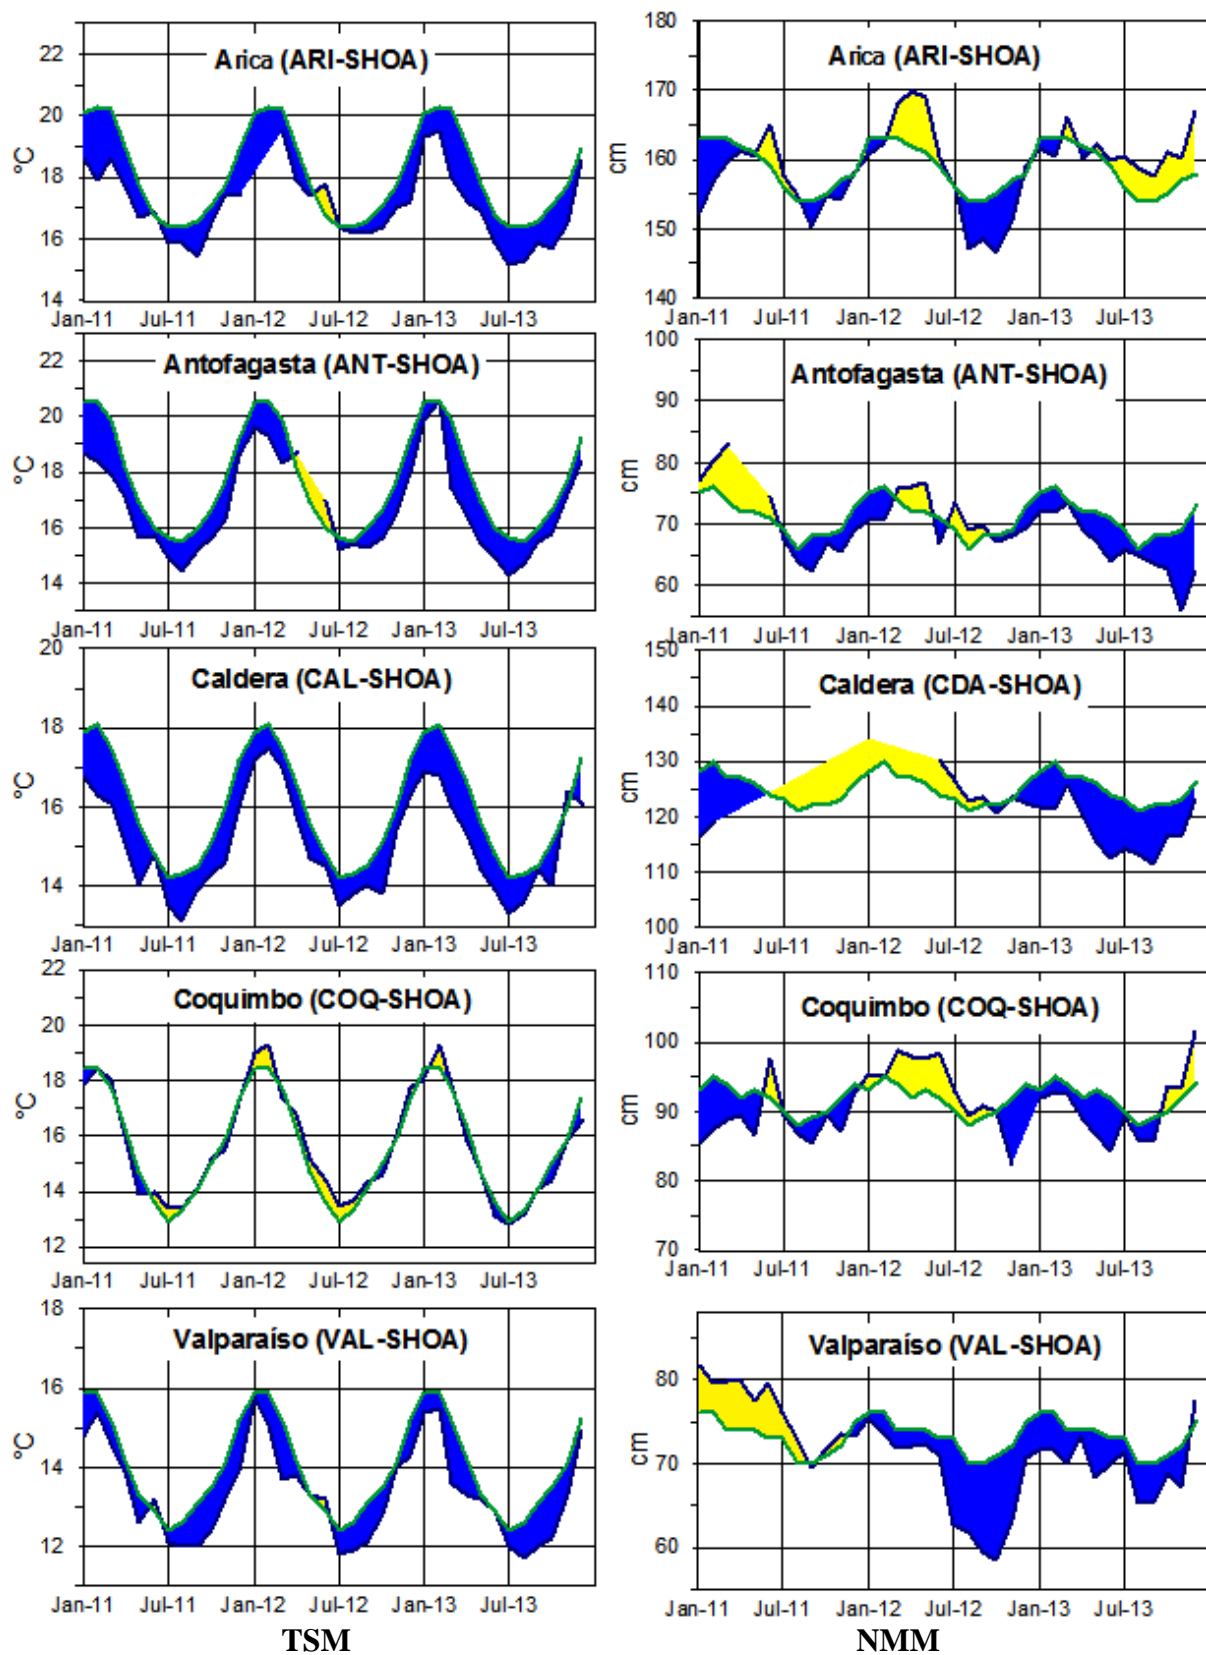 Arica (ARI-SHOA)
°C
22
20
18
16
14
Jan-11 Jul-11 Jan-12 Jul-12 Jan-13 Jul-13
Arica (ARI-SHOA)
cm
180
170
160
150
140
Jan-11 Jul-11 Jan-12 Jul-12 Jan-13 Jul-13
Antofagasta (ANT-SHOA)
°C
22
20
18
16
14
Jan-11 Jul-11 Jan-12 Jul-12 Jan-13 Jul-13
Antofagasta (ANT-SHOA)
cm
100
90
80
70
60
Jan-11 Jul-11 Jan-12 Jul-12 Jan-13 Jul-13
Caldera (CAL-SHOA)
°C
20
18
16
14
Jan-11 Jul-11 Jan-12 Jul-12 Jan-13 Jul-13
Caldera (CDA-SHOA)
cm
150
140
130
120
110
100
Jan-11 Jul-11 Jan-12 Jul-12 Jan-13 Jul-13
Coquimbo (COQ-SHOA)
°C
22
20
18
16
14
12
Jan-11 Jul-11 Jan-12 Jul-12 Jan-13 Jul-13
Coquimbo (COQ-SHOA)
cm
110
100
90
80
70
Jan-11 Jul-11 Jan-12 Jul-12 Jan-13 Jul-13
Valparaíso (VAL-SHOA)
°C
18
16
14
12
Jan-11 Jul-11 Jan-12 Jul-12 Jan-13 Jul-13
Valparaíso (VAL-SHOA)
cm
80
70
60
Jan-11 Jul-11 Jan-12 Jul-12 Jan-13 Jul-13
TSM
NMM